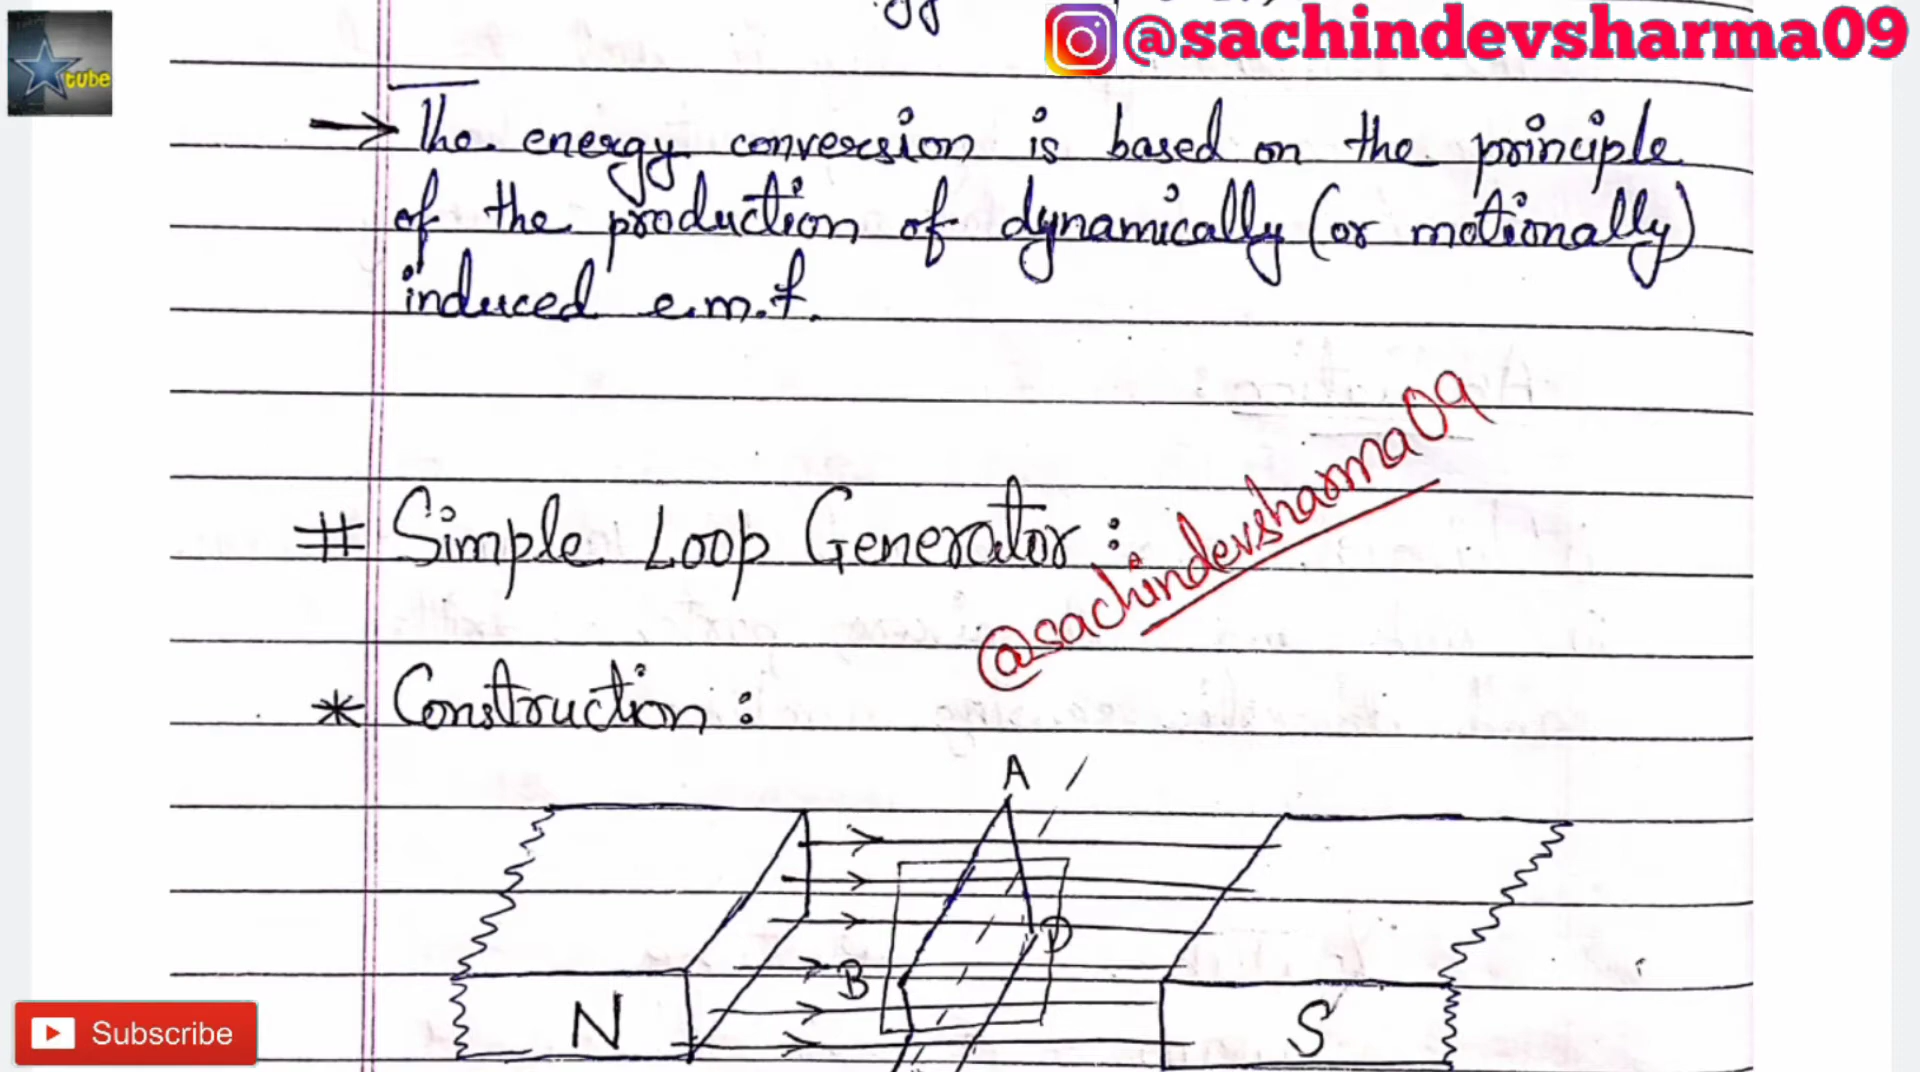 @sachindevsharma09
tube
→ The energy conversion is based on the principle
of the production of dynamically (or motionally)
induced e.m.f.
# Simple Loop Generator :
@sachindevsharma09
* Construction :
A
D
B
N
S
Subscribe